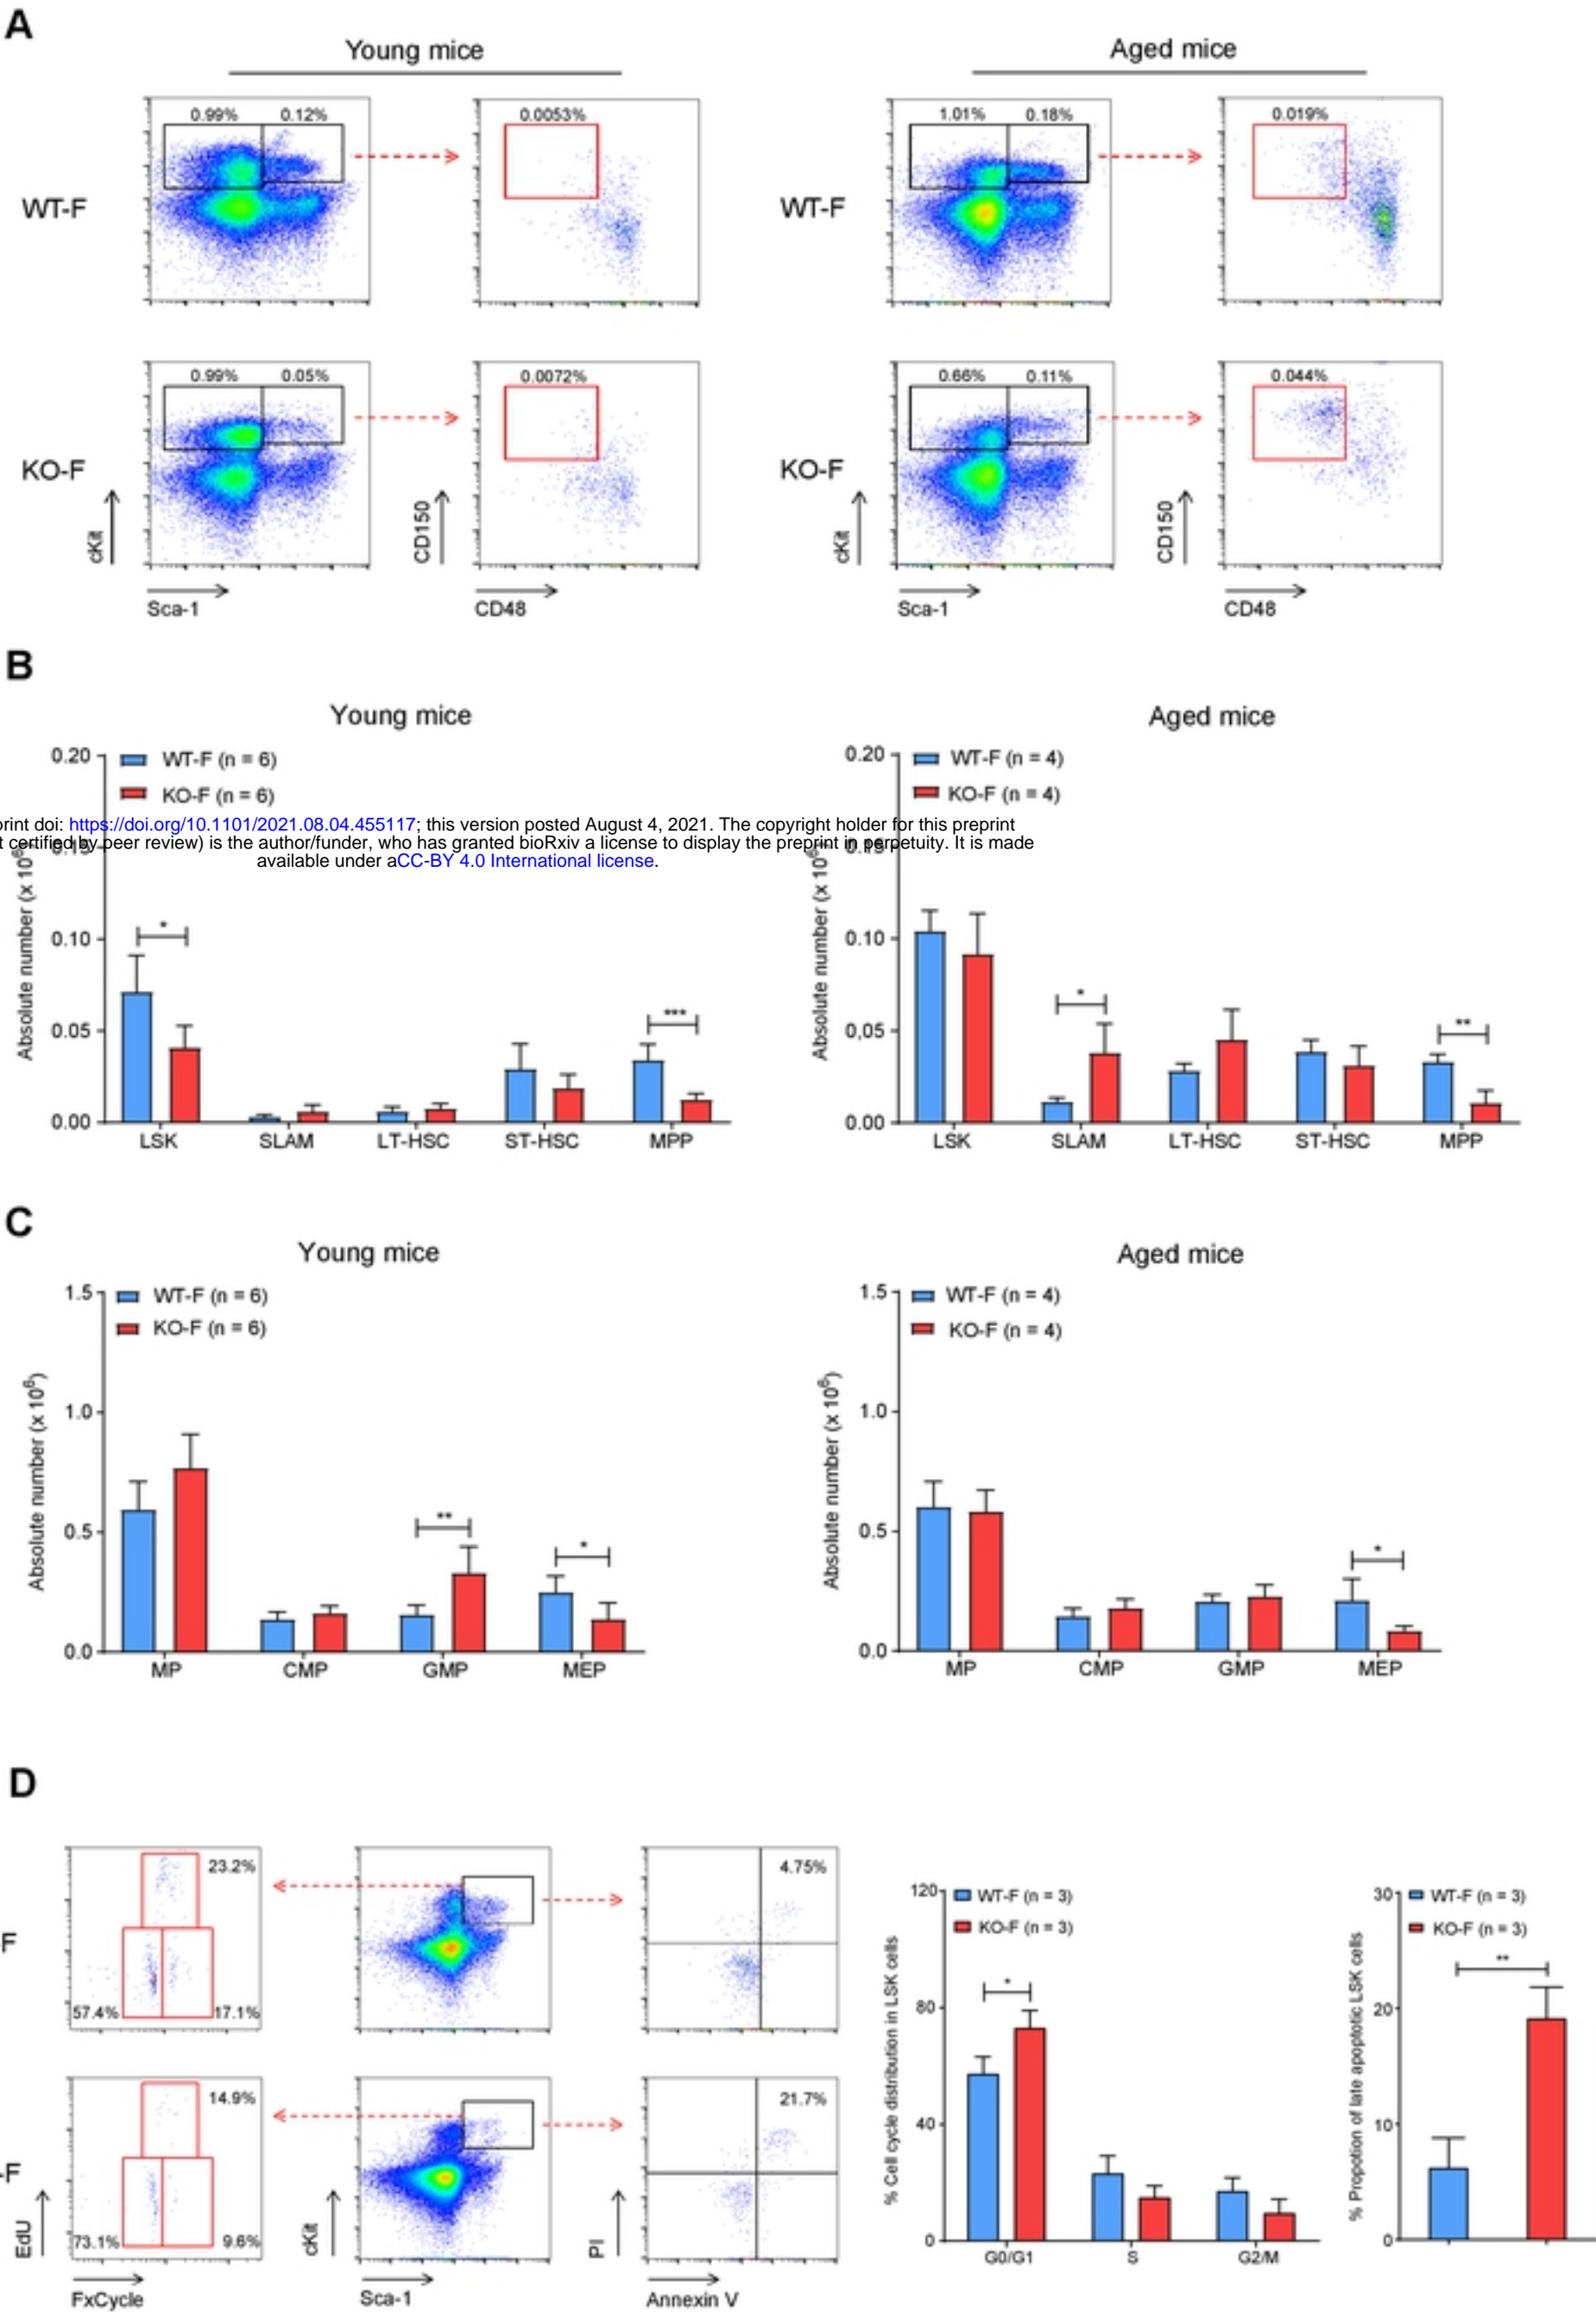 A
Young mice
Aged mice
0.99% 0.12%
0.0053%
1.01% 0.18%
0.019%
WT-F
WT-F
0.99% 0.05%
0.0072%
0.66% 0.11%
0.044%
KO-F
KO-F
cKit
CD150
cKit
CD150
Sca-1
CD48
Sca-1
CD48
B
Young mice
Aged mice
0.20
WT-F (n = 6)
KO-F (n = 6)
0.20
WT-F (n = 4)
KO-F (n = 4)
print doi: https://doi.org/10.1101/2021.08.04.455117; this version posted August 4, 2021. The copyright holder for this preprint
t certified by peer review) is the author/funder, who has granted bioRxiv a license to display the preprint in perpetuity. It is made
available under aCC-BY 4.0 International license.
Absolute number (x 10⁶)
0.15
0.10
0.05
0.00
*
***
LSK SLAM LT-HSC ST-HSC MPP
Absolute number (x 10⁶)
0.15
0.10
0,05
0.00
*
**
LSK SLAM LT-HSC ST-HSC MPP
C
Young mice
Aged mice
WT-F (n = 6)
KO-F (n = 6)
Absolute number (x 10⁶)
1.5
1.0
0.5
0.0
**
*
MP CMP GMP MEP
WT-F (n = 4)
KO-F (n = 4)
Absolute number (x 10⁶)
1.5
1.0
0.5
0.0
*
MP CMP GMP MEP
D
F
23.2%
57.4%
17.1%
4.75%
-F
14.9%
73.1%
9.6%
21.7%
EdU
cKit
PI
FxCycle
Sca-1
Annexin V
WT-F (n = 3)
KO-F (n = 3)
% Cell cycle distribution in LSK cells
120
80
40
0
*
G0/G1 S G2/M
WT-F (n = 3)
KO-F (n = 3)
% Propotion of late apoptotic LSK cells
30
20
10
0
**